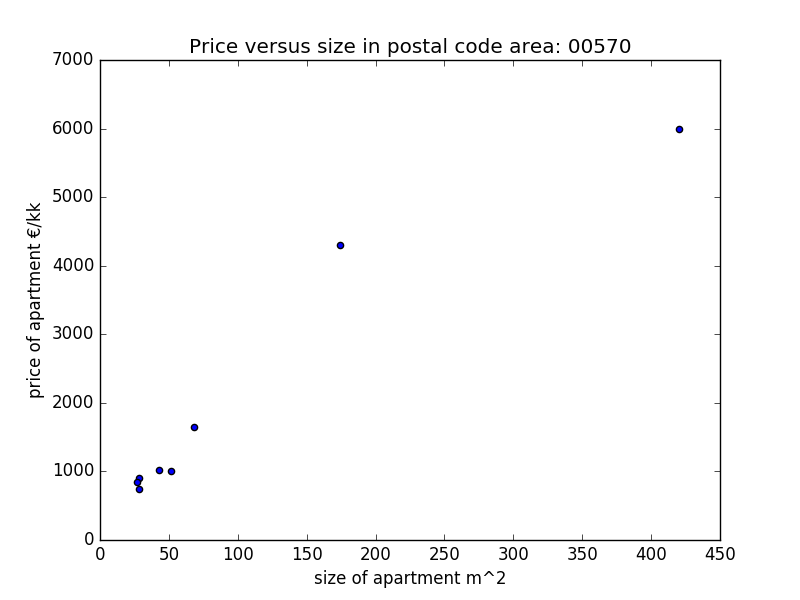 Price versus size in postal code area: 00570
7000
6000
5000
4000
3000
2000
1000
0
price of apartment €/kk
0 50 100 150 200 250 300 350 400 450
size of apartment m^2